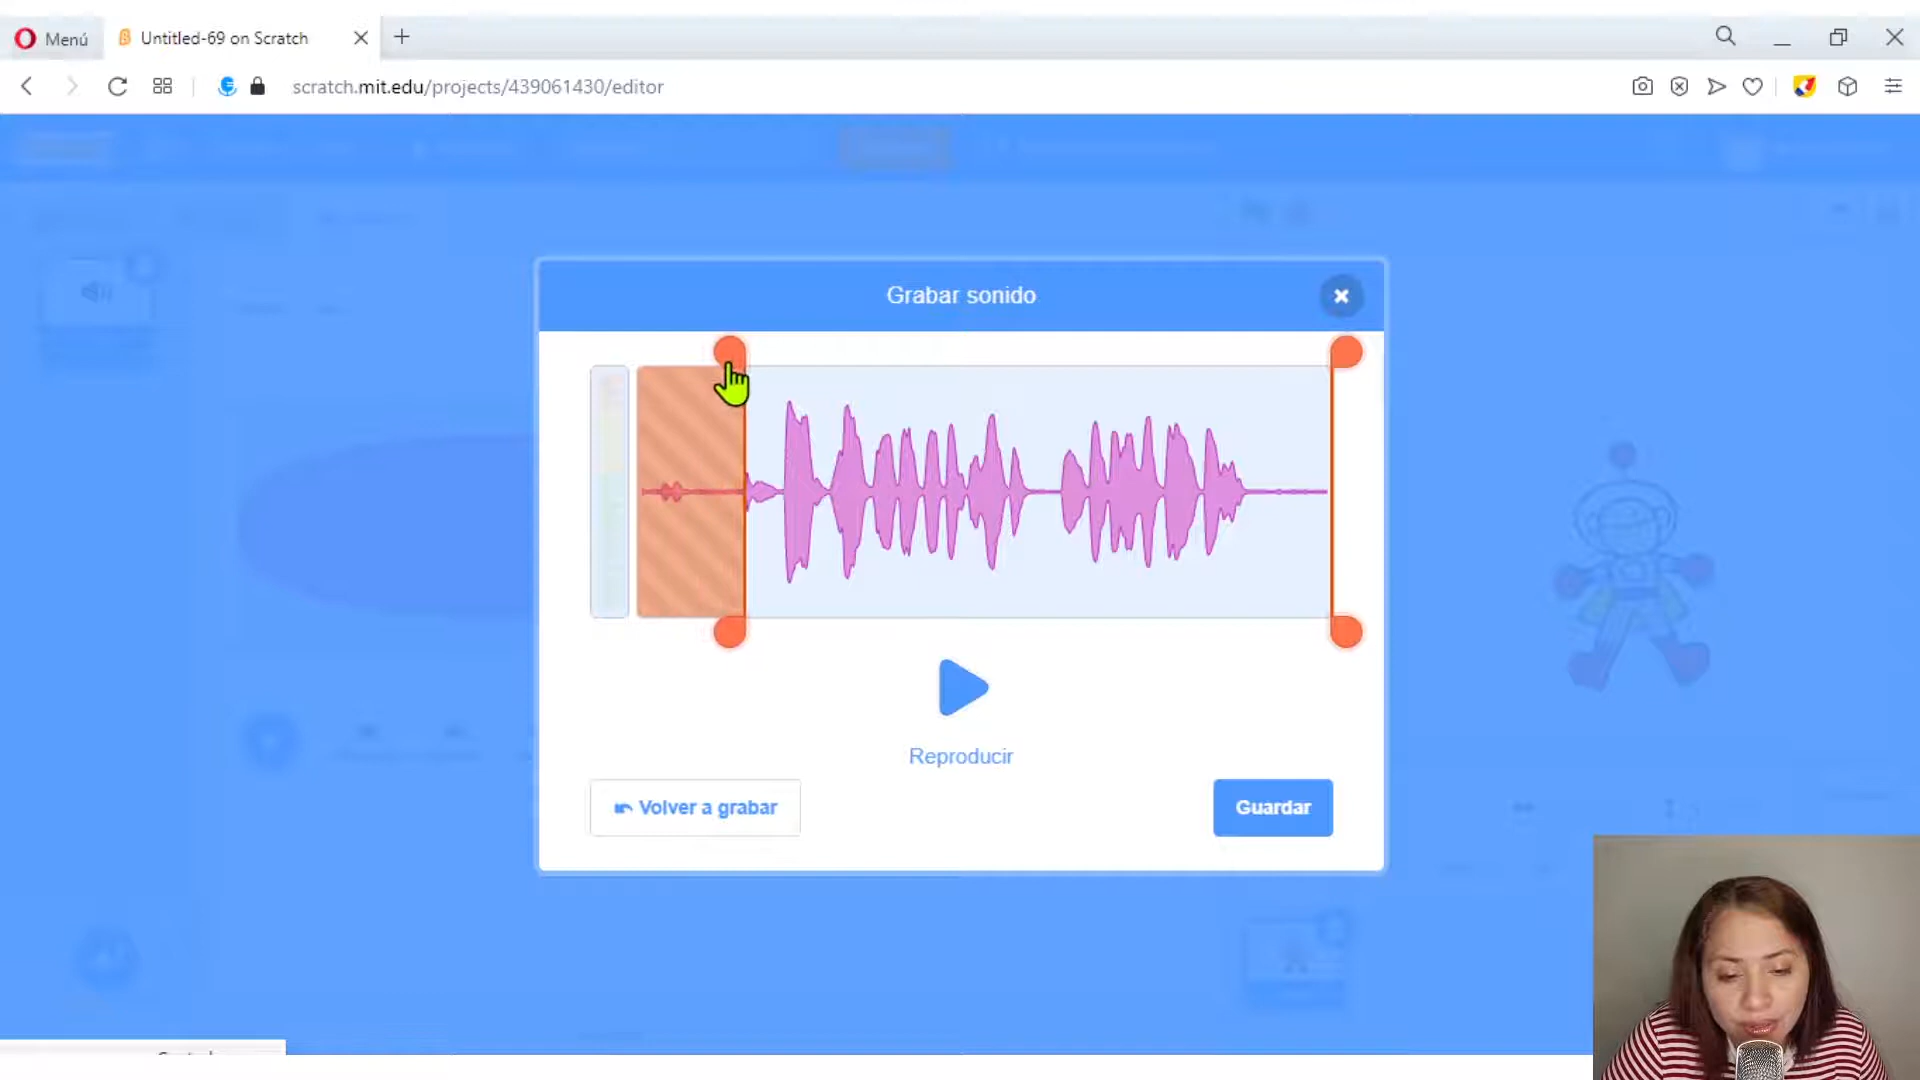 Menú
Untitled-69 on Scratch
scratch.mit.edu/projects/439061430/editor
Grabar sonido
Reproducir
Volver a grabar
Guardar